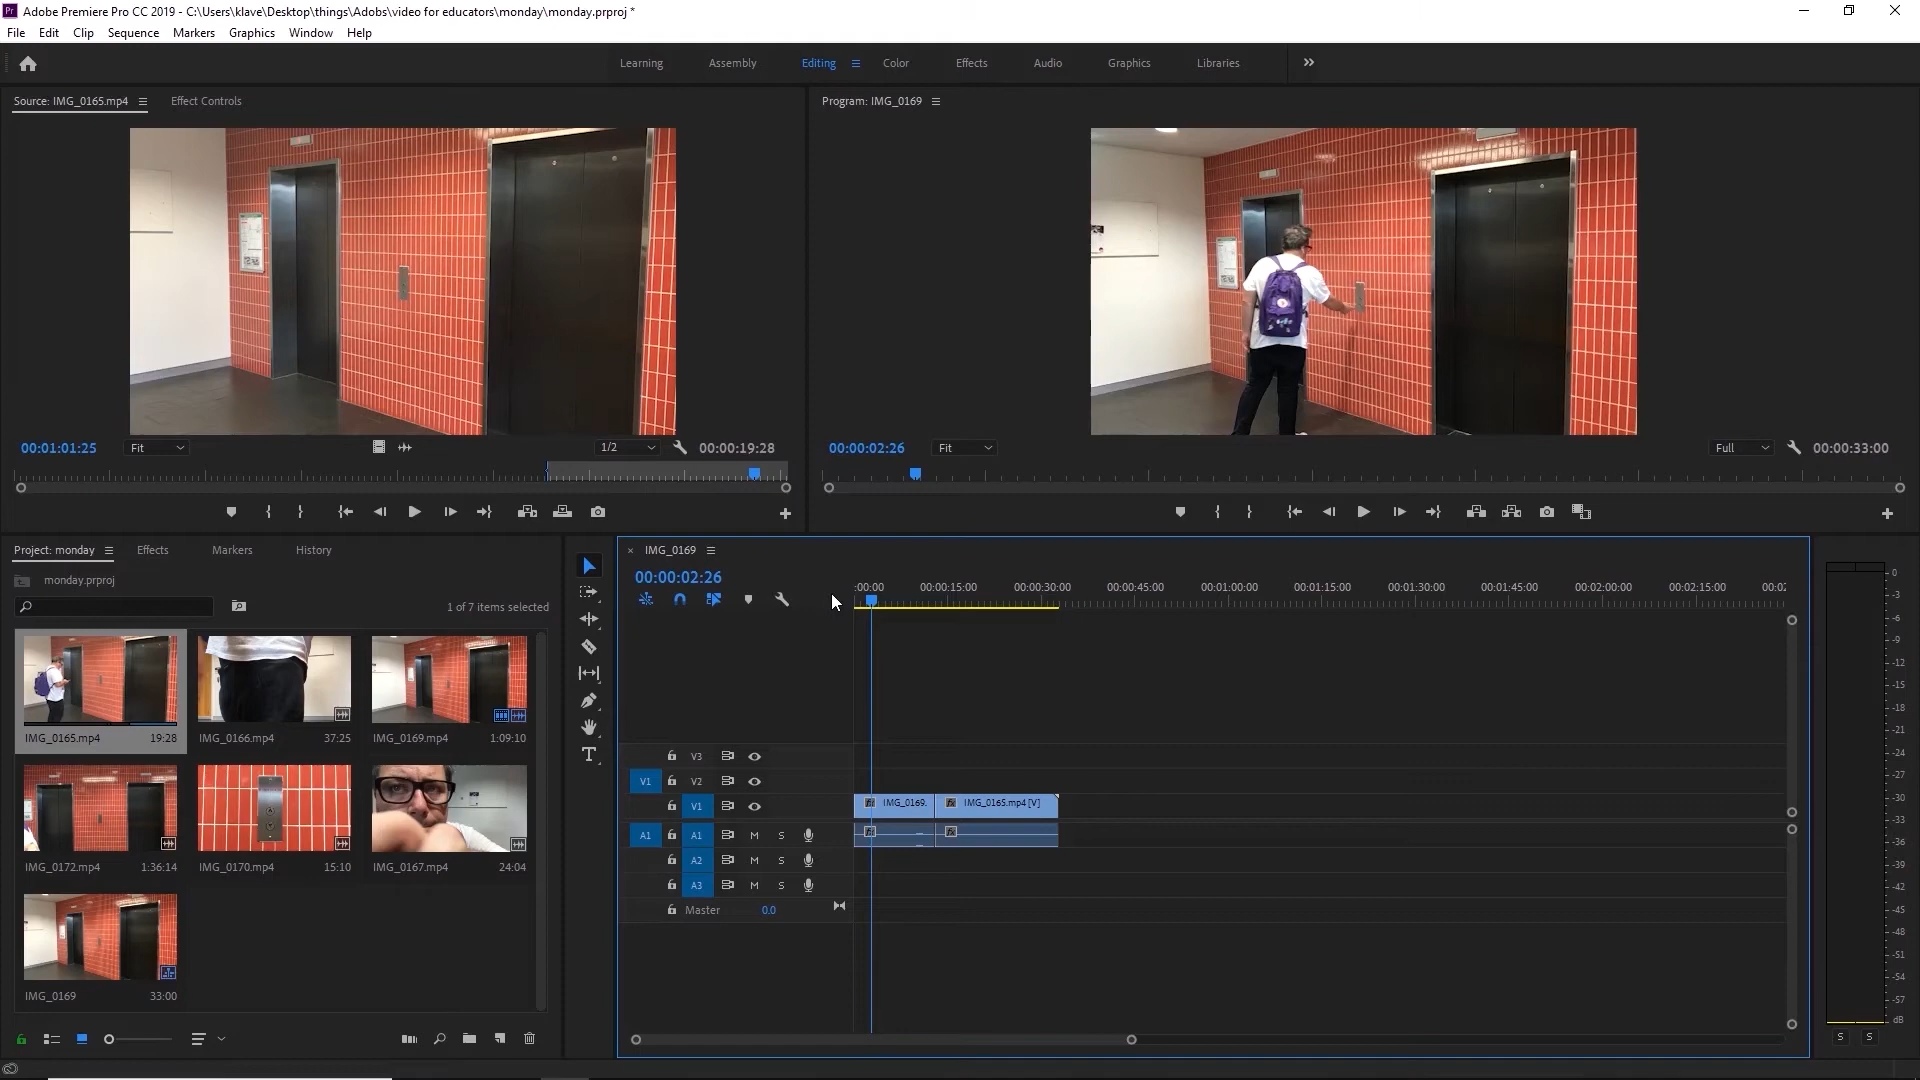 Pr Adobe Premiere Pro CC 2019 - C:\Users\klave\Desktop\things\Adobs\video for educators\monday\monday.prproj *
File Edit Clip Sequence Markers Graphics Window Help
Learning Assembly Editing Color Effects Audio Graphics Libraries
Source: IMG_0165.mp4 Effect Controls
Program: IMG_0169
00:01:01:25 Fit 1/2 00:00:19:28
00:00:02:26 Fit Full 00:00:33:00
Project: monday Effects Markers History
monday.prproj
1 of 7 items selected
IMG_0165.mp4 19:28
IMG_0166.mp4 37:25
IMG_0169.mp4 1:09:10
IMG_0172.mp4 1:36:14
IMG_0170.mp4 15:10
IMG_0167.mp4 24:04
IMG_0169 33:00
T
× IMG_0169
00:00:02:26
:00:00 00:00:15:00 00:00:30:00 00:00:45:00 00:01:00:00 00:01:15:00 00:01:30:00 00:01:45:00 00:02:00:00 00:02:15:00 00:02
V3
V1 V2
V1 fx IMG_0169. fx IMG_0165.mp4 [V]
A1 A1 M S
A2 M S
A3 M S
Master 0.0
0
-3
-6
-9
-12
-15
-18
-21
-24
-27
-30
-33
-36
-39
-42
-45
-48
-51
-54
-57
dB
S S